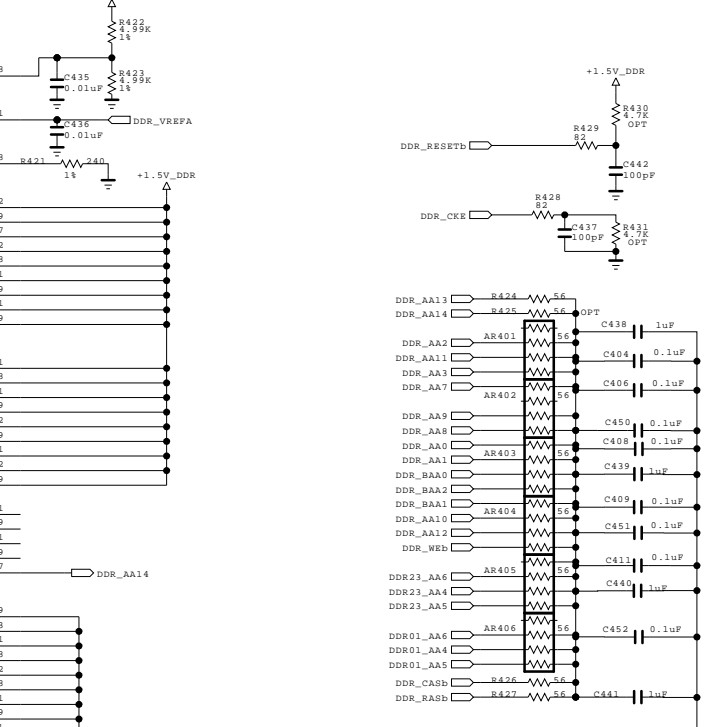 R422
4.99K
1%
C435
0.01uF
R423
4.99K
1%
DDR_VREFA
C436
0.01uF
R421 240
1%
+1.5V_DDR
DDR_AA14
+1.5V_DDR
R430
4.7K
OPT
R429
82
DDR_RESETb
C442
100pF
R428
82
DDR_CKE
C437
100pF
R431
4.7K
OPT
DDR_AA13 R424 56
DDR_AA14 R425 56 OPT
C438 1uF
AR401 56
DDR_AA2
DDR_AA11
C404 0.1uF
DDR_AA3
DDR_AA7
C406 0.1uF
AR402 56
DDR_AA9
DDR_AA8
C450 0.1uF
DDR_AA0
C408 0.1uF
AR403 56
DDR_AA1
DDR_BAA0
C439 1uF
DDR_BAA2
DDR_BAA1
C409 0.1uF
AR404 56
DDR_AA10
DDR_AA12
C451 0.1uF
DDR_WEb
C411 0.1uF
AR405 56
DDR23_AA6
DDR23_AA4
C440 1uF
DDR23_AA5
AR406 56
DDR01_AA6
C452 0.1uF
DDR01_AA4
DDR01_AA5
DDR_CASb R426 56
DDR_RASb R427 56
C441 1uF